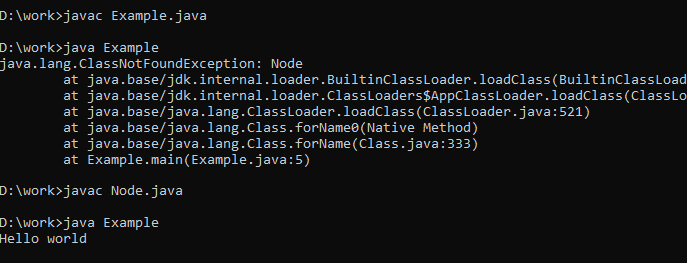 D:\work>javac Example.java
D:\work>java Example
java.lang.ClassNotFoundException: Node
at java.base/jdk.internal.loader.BuiltinClassLoader.loadClass(BuiltinClassLoad
at java.base/jdk.internal.loader.ClassLoaders$AppClassLoader.loadClass(ClassLo
at java.base/java.lang.ClassLoader.loadClass(ClassLoader.java:521)
at java.base/java.lang.Class.forName0(Native Method)
at java.base/java.lang.Class.forName(Class.java:333)
at Example.main(Example.java:5)
D:\work>javac Node.java
D:\work>java Example
Hello world